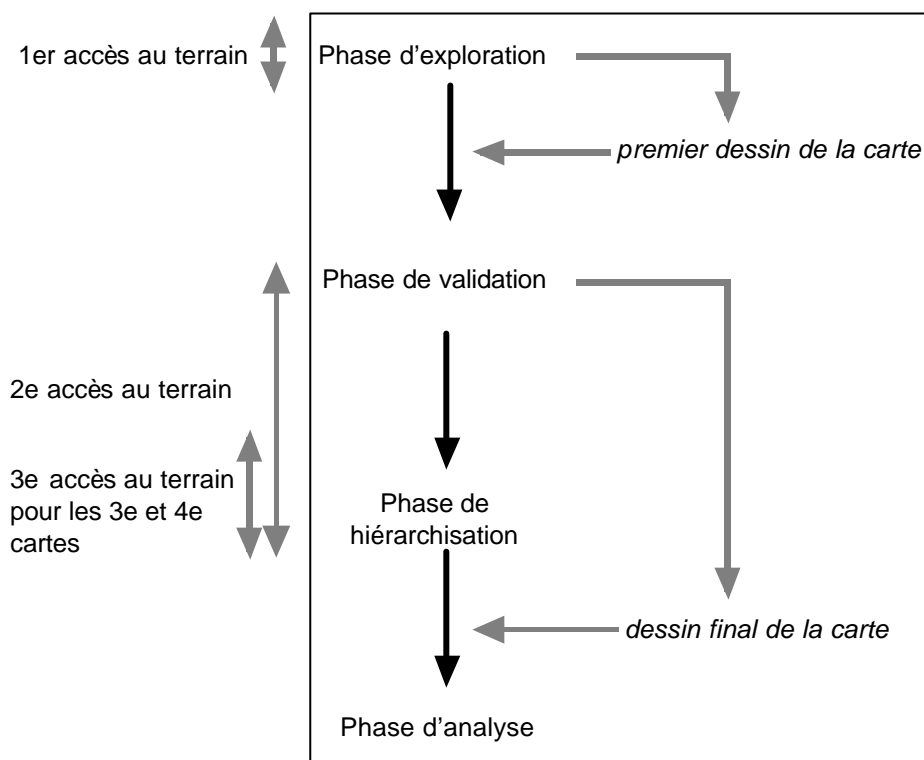 1er accès au terrain
Phase d'exploration
premier dessin de la carte
Phase de validation
2e accès au terrain
3e accès au terrain
pour les 3e et 4e
cartes
Phase de
hiérarchisation
dessin final de la carte
Phase d'analyse